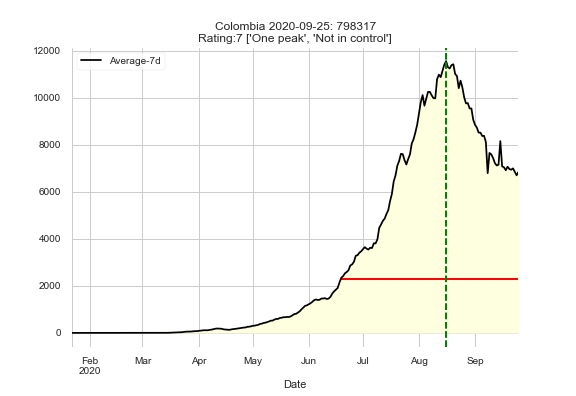 Colombia 2020-09-25: 798317
Rating:7 ['One peak', 'Not in control']
12000
Average-7d
10000
8000
6000
4000
2000
0
Feb Mar Apr May Jun Jul Aug Sep
2020
Date